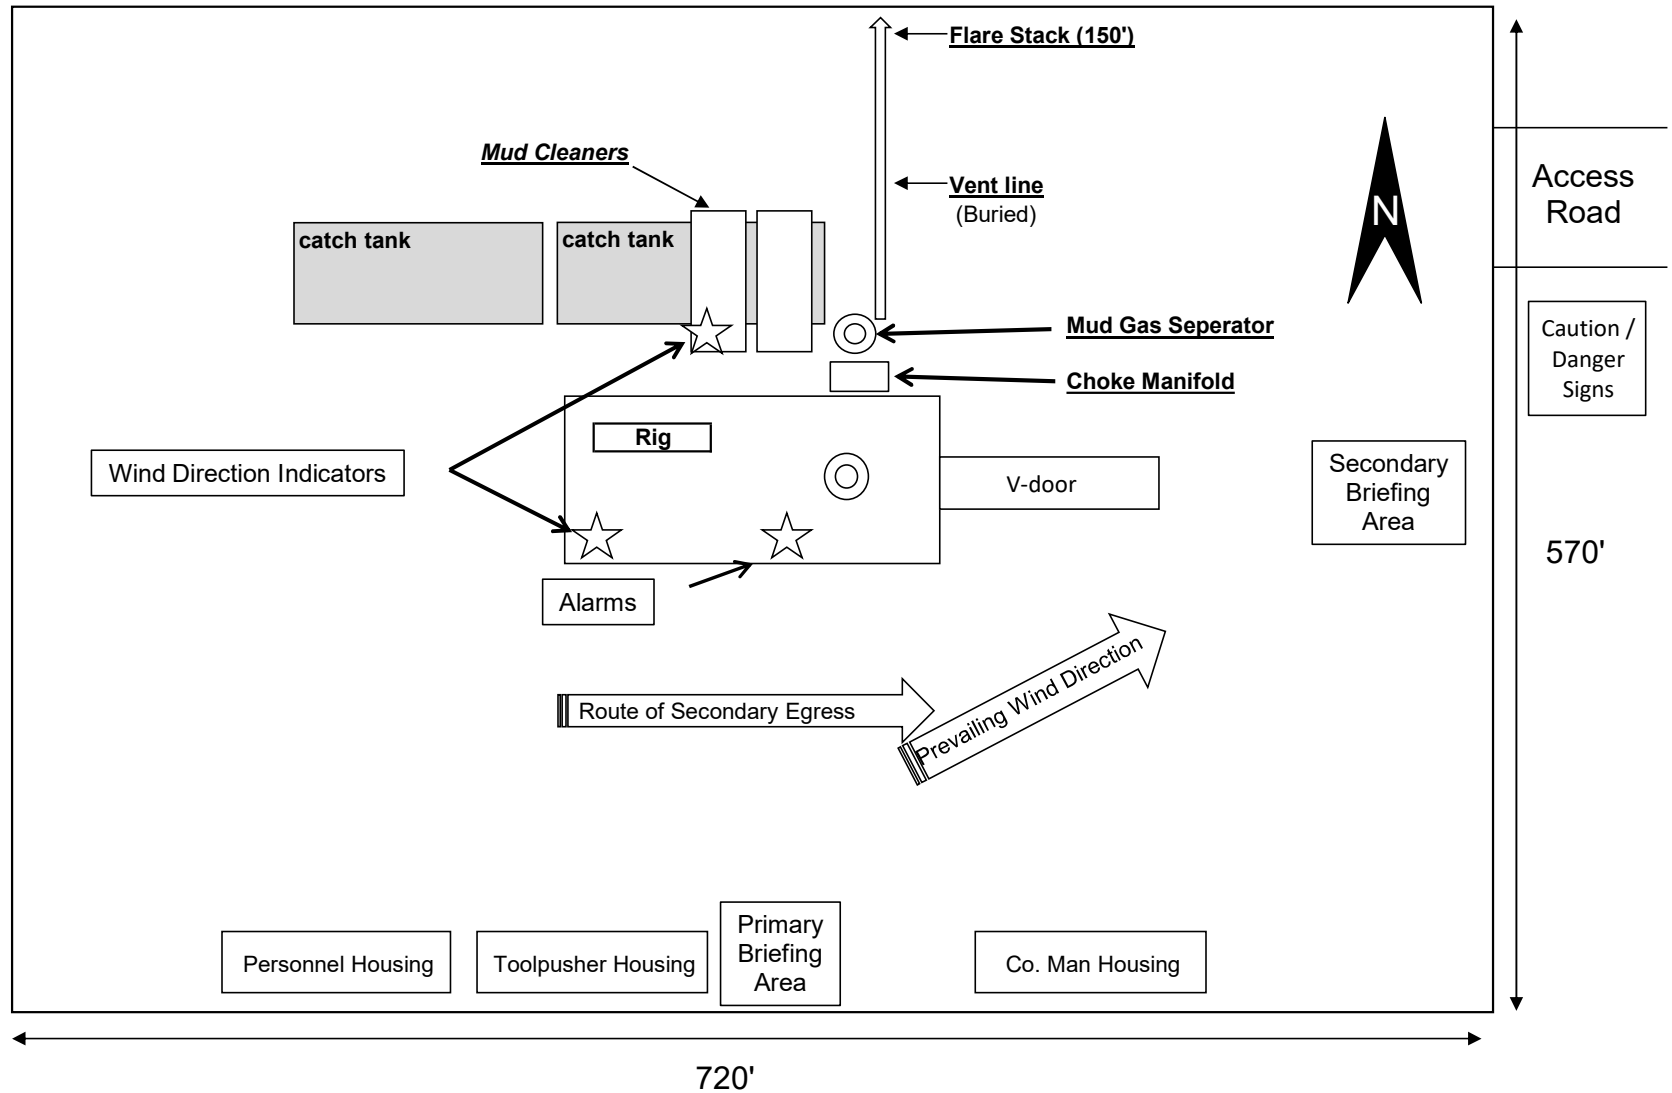 Flare Stack (150')
Mud Cleaners
Vent line
(Buried)
N
Access
Road
catch tank
catch tank
Mud Gas Seperator
Choke Manifold
Caution /
Danger
Signs
Rig
Wind Direction Indicators
V-door
Secondary
Briefing
Area
570'
Alarms
Route of Secondary Egress
Prevailing Wind Direction
Personnel Housing
Toolpusher Housing
Primary
Briefing
Area
Co. Man Housing
720'